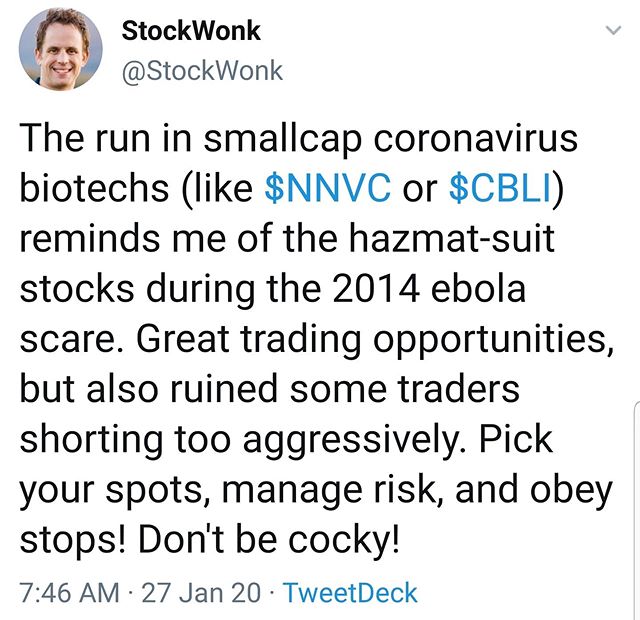 StockWonk
@StockWonk
The run in smallcap coronavirus
biotechs (like $NNVC or $CBLI)
reminds me of the hazmat-suit
stocks during the 2014 ebola
scare. Great trading opportunities,
but also ruined some traders
shorting too aggressively. Pick
your spots, manage risk, and obey
stops! Don't be cocky!
7:46 AM · 27 Jan 20 · TweetDeck